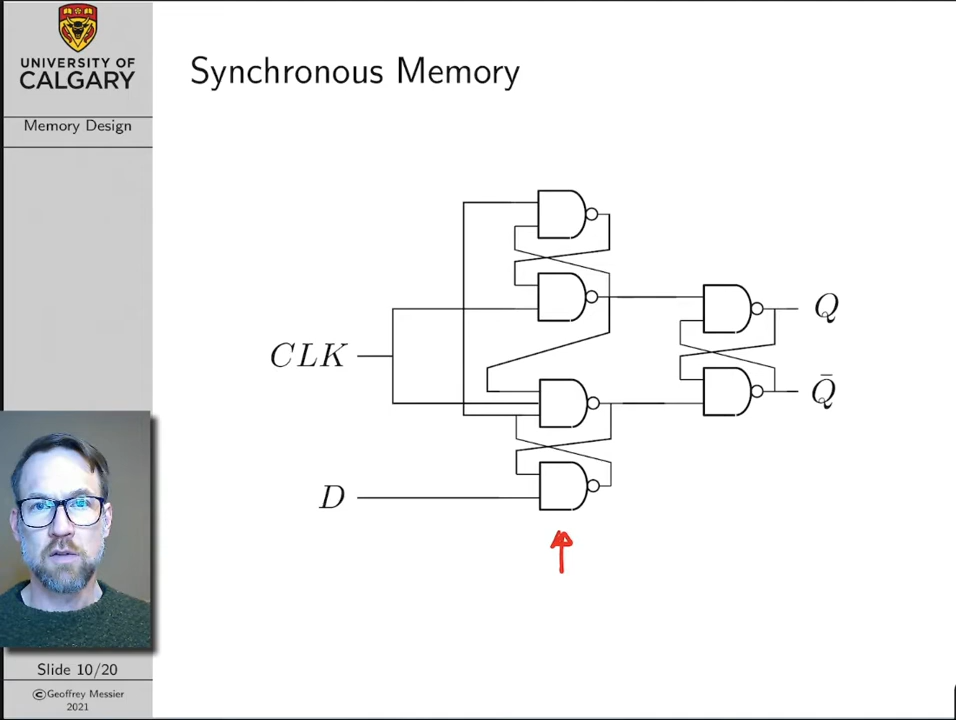 UNIVERSITY OF
CALGARY
Memory Design
Synchronous Memory
CLK
D
Q
Q̄
Slide 10/20
©Geoffrey Messier
2021